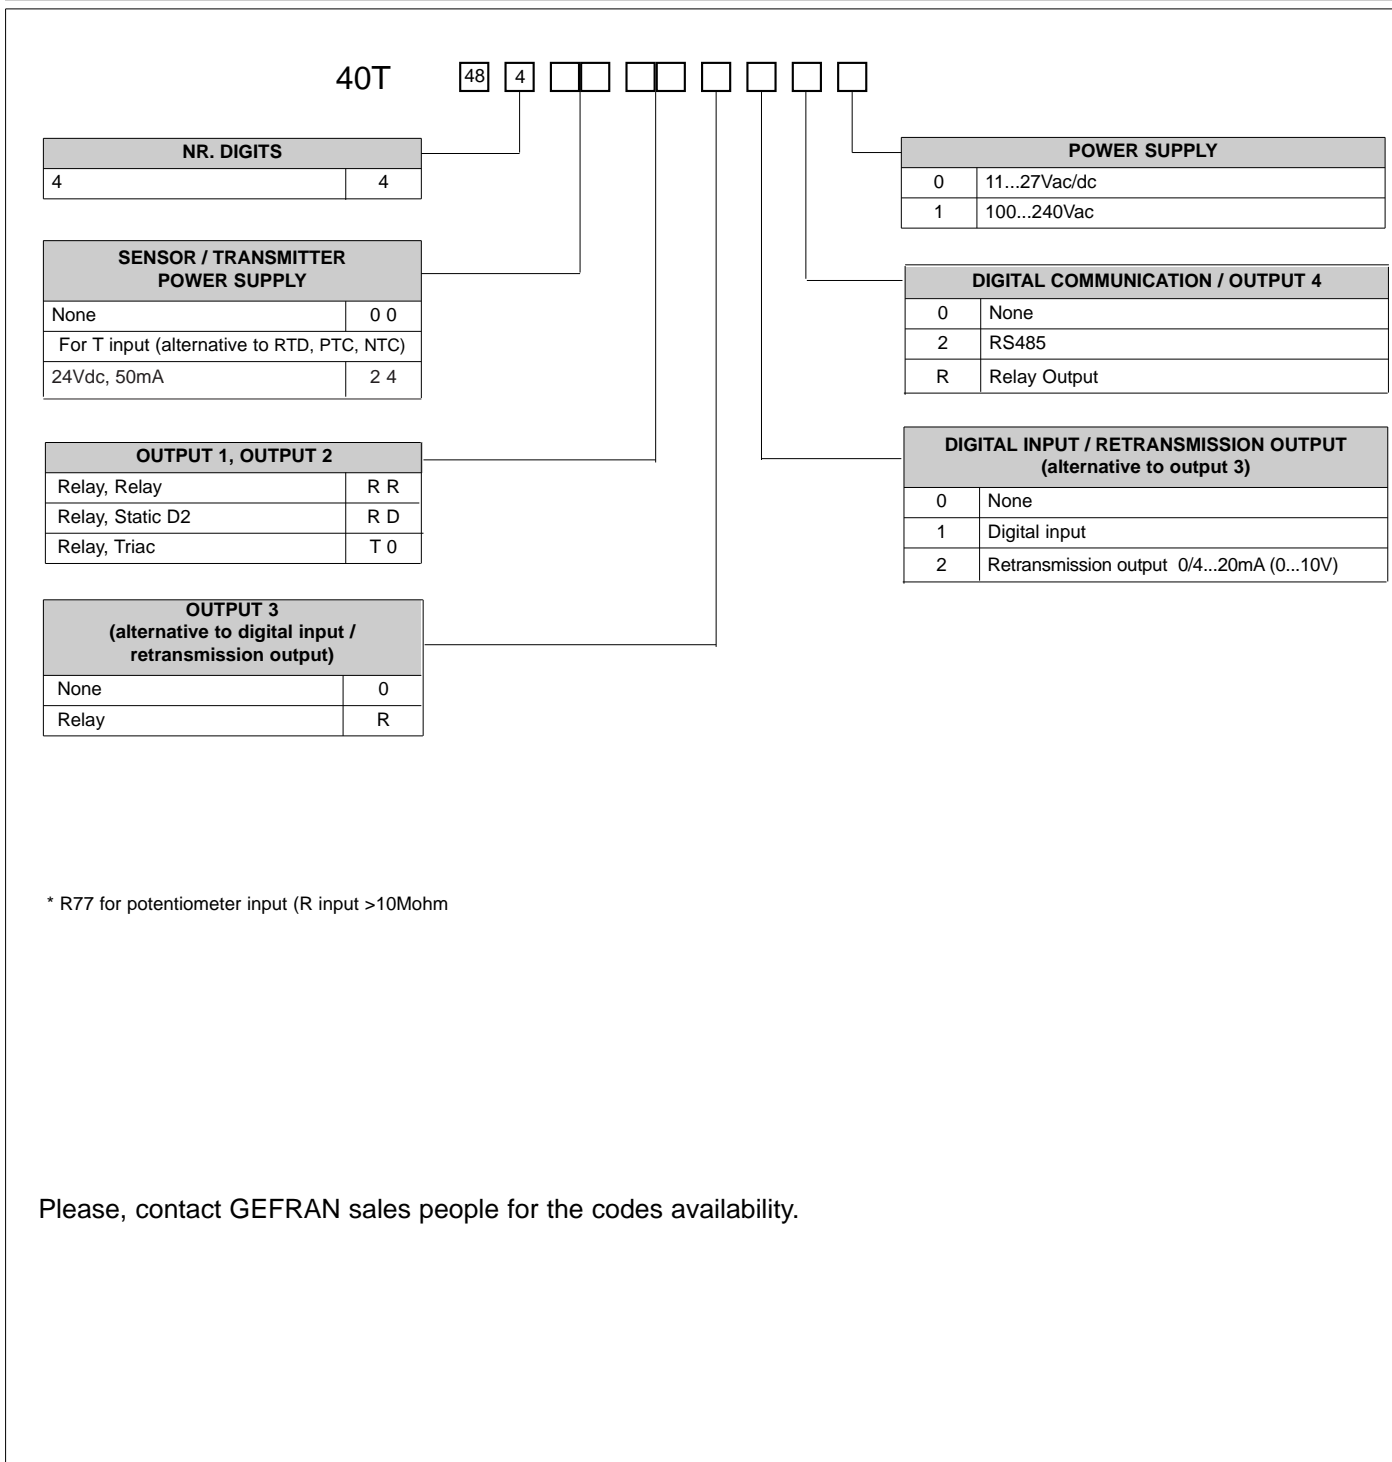 40T 48 4
NR. DIGITS
4 4
SENSOR / TRANSMITTER
POWER SUPPLY
None 0 0
For T input (alternative to RTD, PTC, NTC)
24Vdc, 50mA 2 4
OUTPUT 1, OUTPUT 2
Relay, Relay R R
Relay, Static D2 R D
Relay, Triac T 0
OUTPUT 3
(alternative to digital input /
retransmission output)
None 0
Relay R
POWER SUPPLY
0 11...27Vac/dc
1 100...240Vac
DIGITAL COMMUNICATION / OUTPUT 4
0 None
2 RS485
R Relay Output
DIGITAL INPUT / RETRANSMISSION OUTPUT
(alternative to output 3)
0 None
1 Digital input
2 Retransmission output 0/4...20mA (0...10V)
* R77 for potentiometer input (R input >10Mohm
Please, contact GEFRAN sales people for the codes availability.